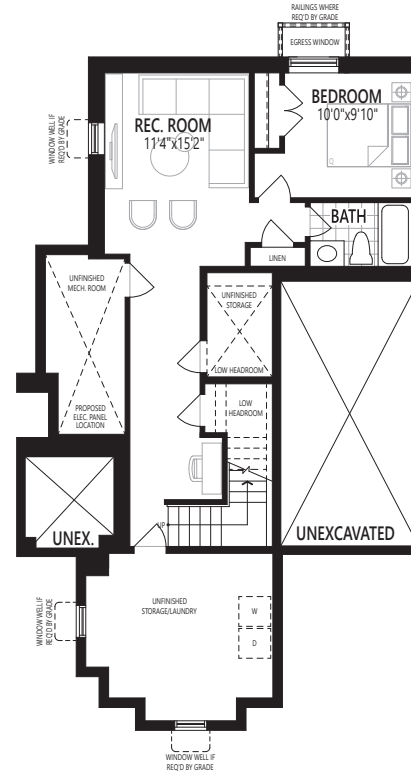 RAILINGS WHERE
REQ'D BY GRADE
EGRESS WINDOW
BEDROOM
10'0"x9'10"
REC. ROOM
11'4"x15'2"
WINDOW WELL IF
REQ'D BY GRADE
BATH
LINEN
UNFINISHED
MECH. ROOM
UNFINISHED
STORAGE
LOW HEADROOM
PROPOSED
ELEC. PANEL
LOCATION
LOW
HEADROOM
UNEX.
UP
UNEXCAVATED
WINDOW WELL IF
REQ'D BY GRADE
UNFINISHED
STORAGE/LAUNDRY
W
D
WINDOW WELL IF
REQ'D BY GRADE